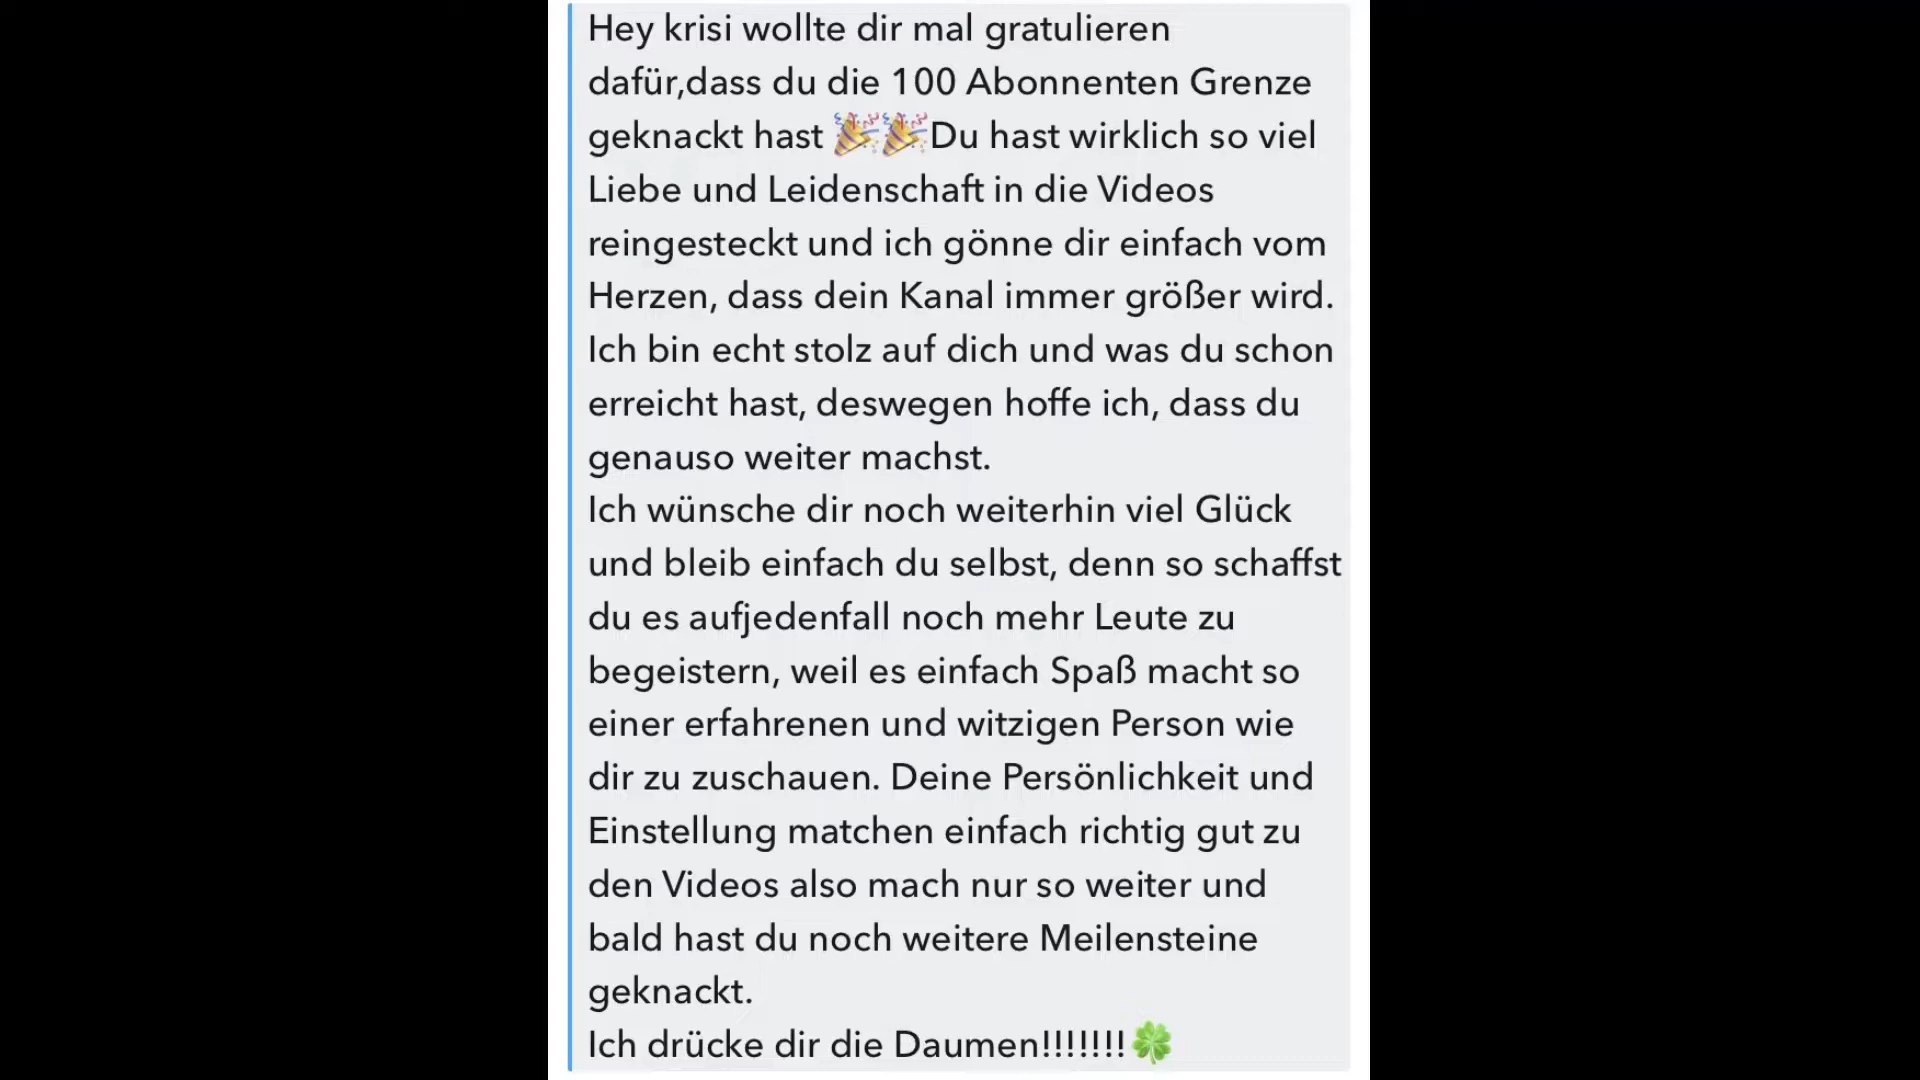 Hey krisi wollte dir mal gratulieren
dafür,dass du die 100 Abonnenten Grenze
geknackt hast 🎉🎉Du hast wirklich so viel
Liebe und Leidenschaft in die Videos
reingesteckt und ich gönne dir einfach vom
Herzen, dass dein Kanal immer größer wird.
Ich bin echt stolz auf dich und was du schon
erreicht hast, deswegen hoffe ich, dass du
genauso weiter machst.
Ich wünsche dir noch weiterhin viel Glück
und bleib einfach du selbst, denn so schaffst
du es aufjedenfall noch mehr Leute zu
begeistern, weil es einfach Spaß macht so
einer erfahrenen und witzigen Person wie
dir zu zuschauen. Deine Persönlichkeit und
Einstellung matchen einfach richtig gut zu
den Videos also mach nur so weiter und
bald hast du noch weitere Meilensteine
geknackt.
Ich drücke dir die Daumen!!!!!!!🍀